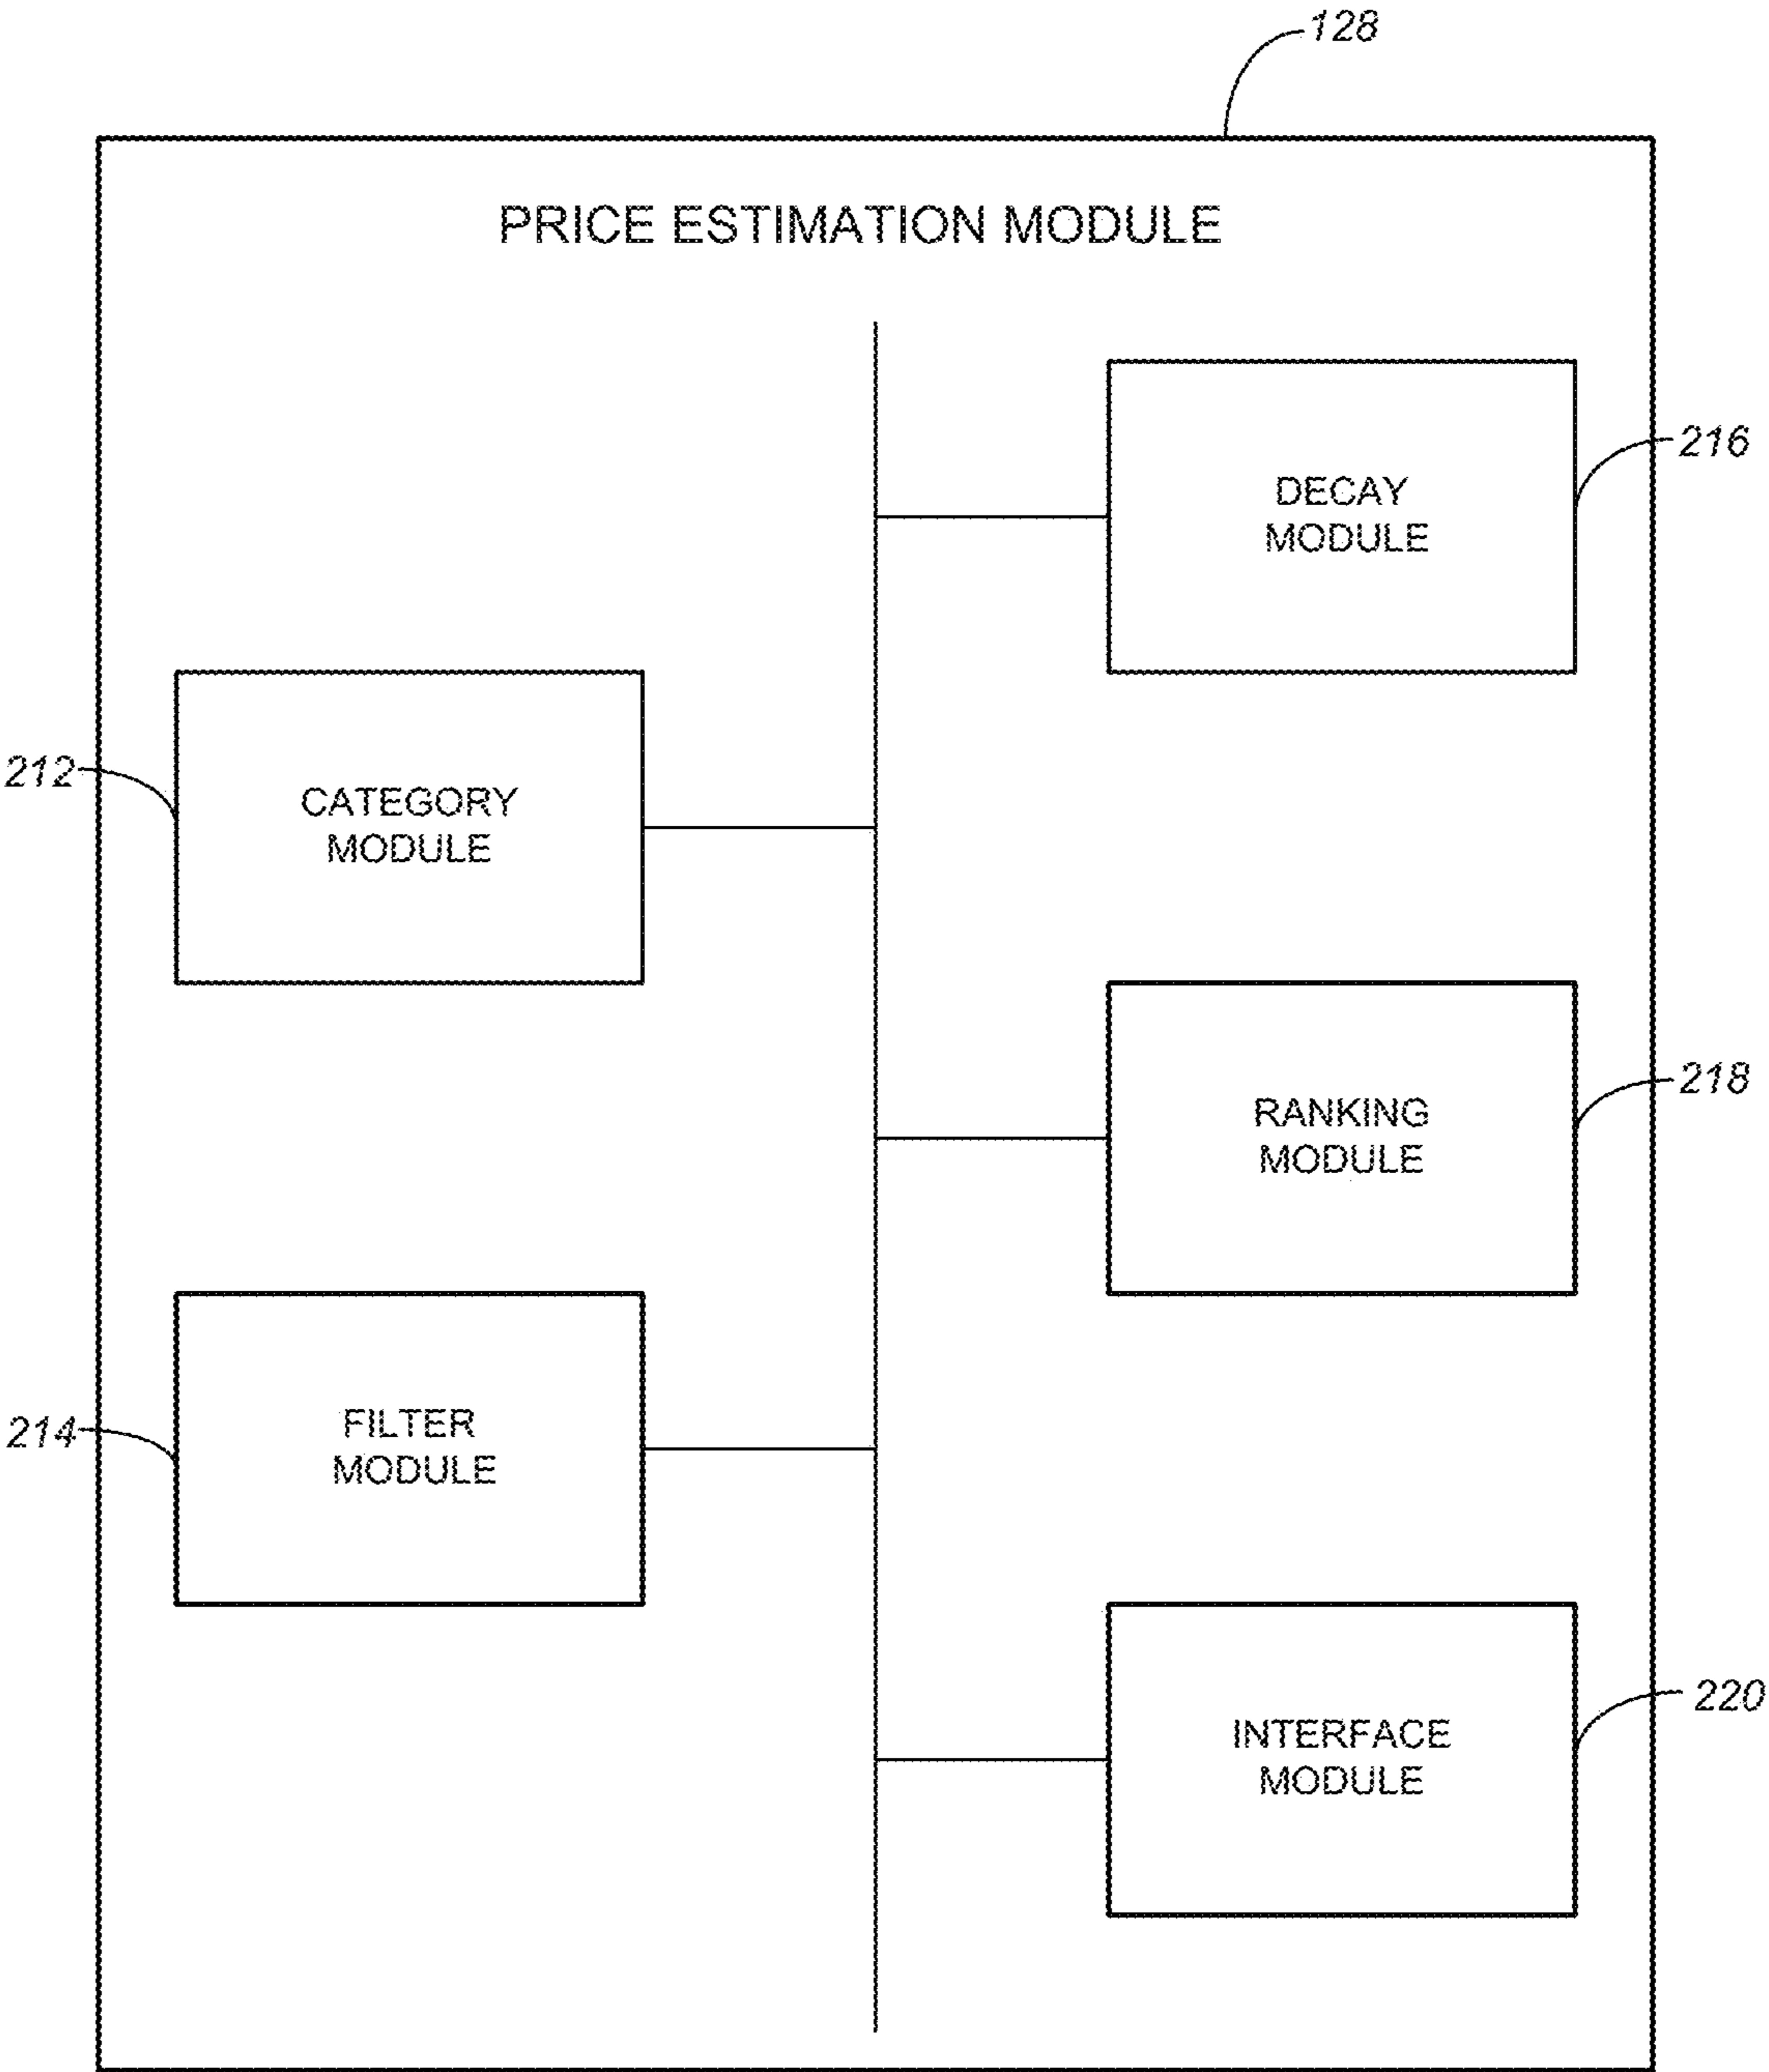 128
PRICE ESTIMATION MODULE
DECAY
MODULE
216
212
CATEGORY
MODULE
RANKING
MODULE
218
214
FILTER
MODULE
INTERFACE
MODULE
220